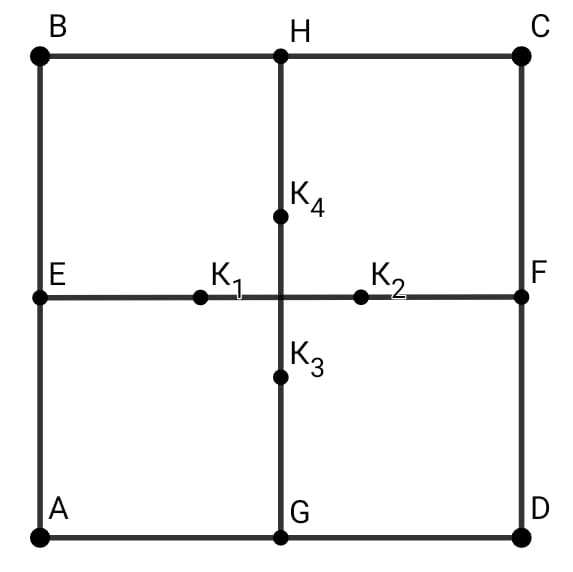 B H C
K₄
E K₁ K₂ F
K₃
A G D